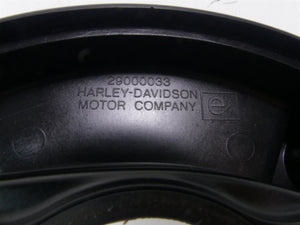 29000033
HARLEY-DAVIDSON
MOTOR COMPANY e